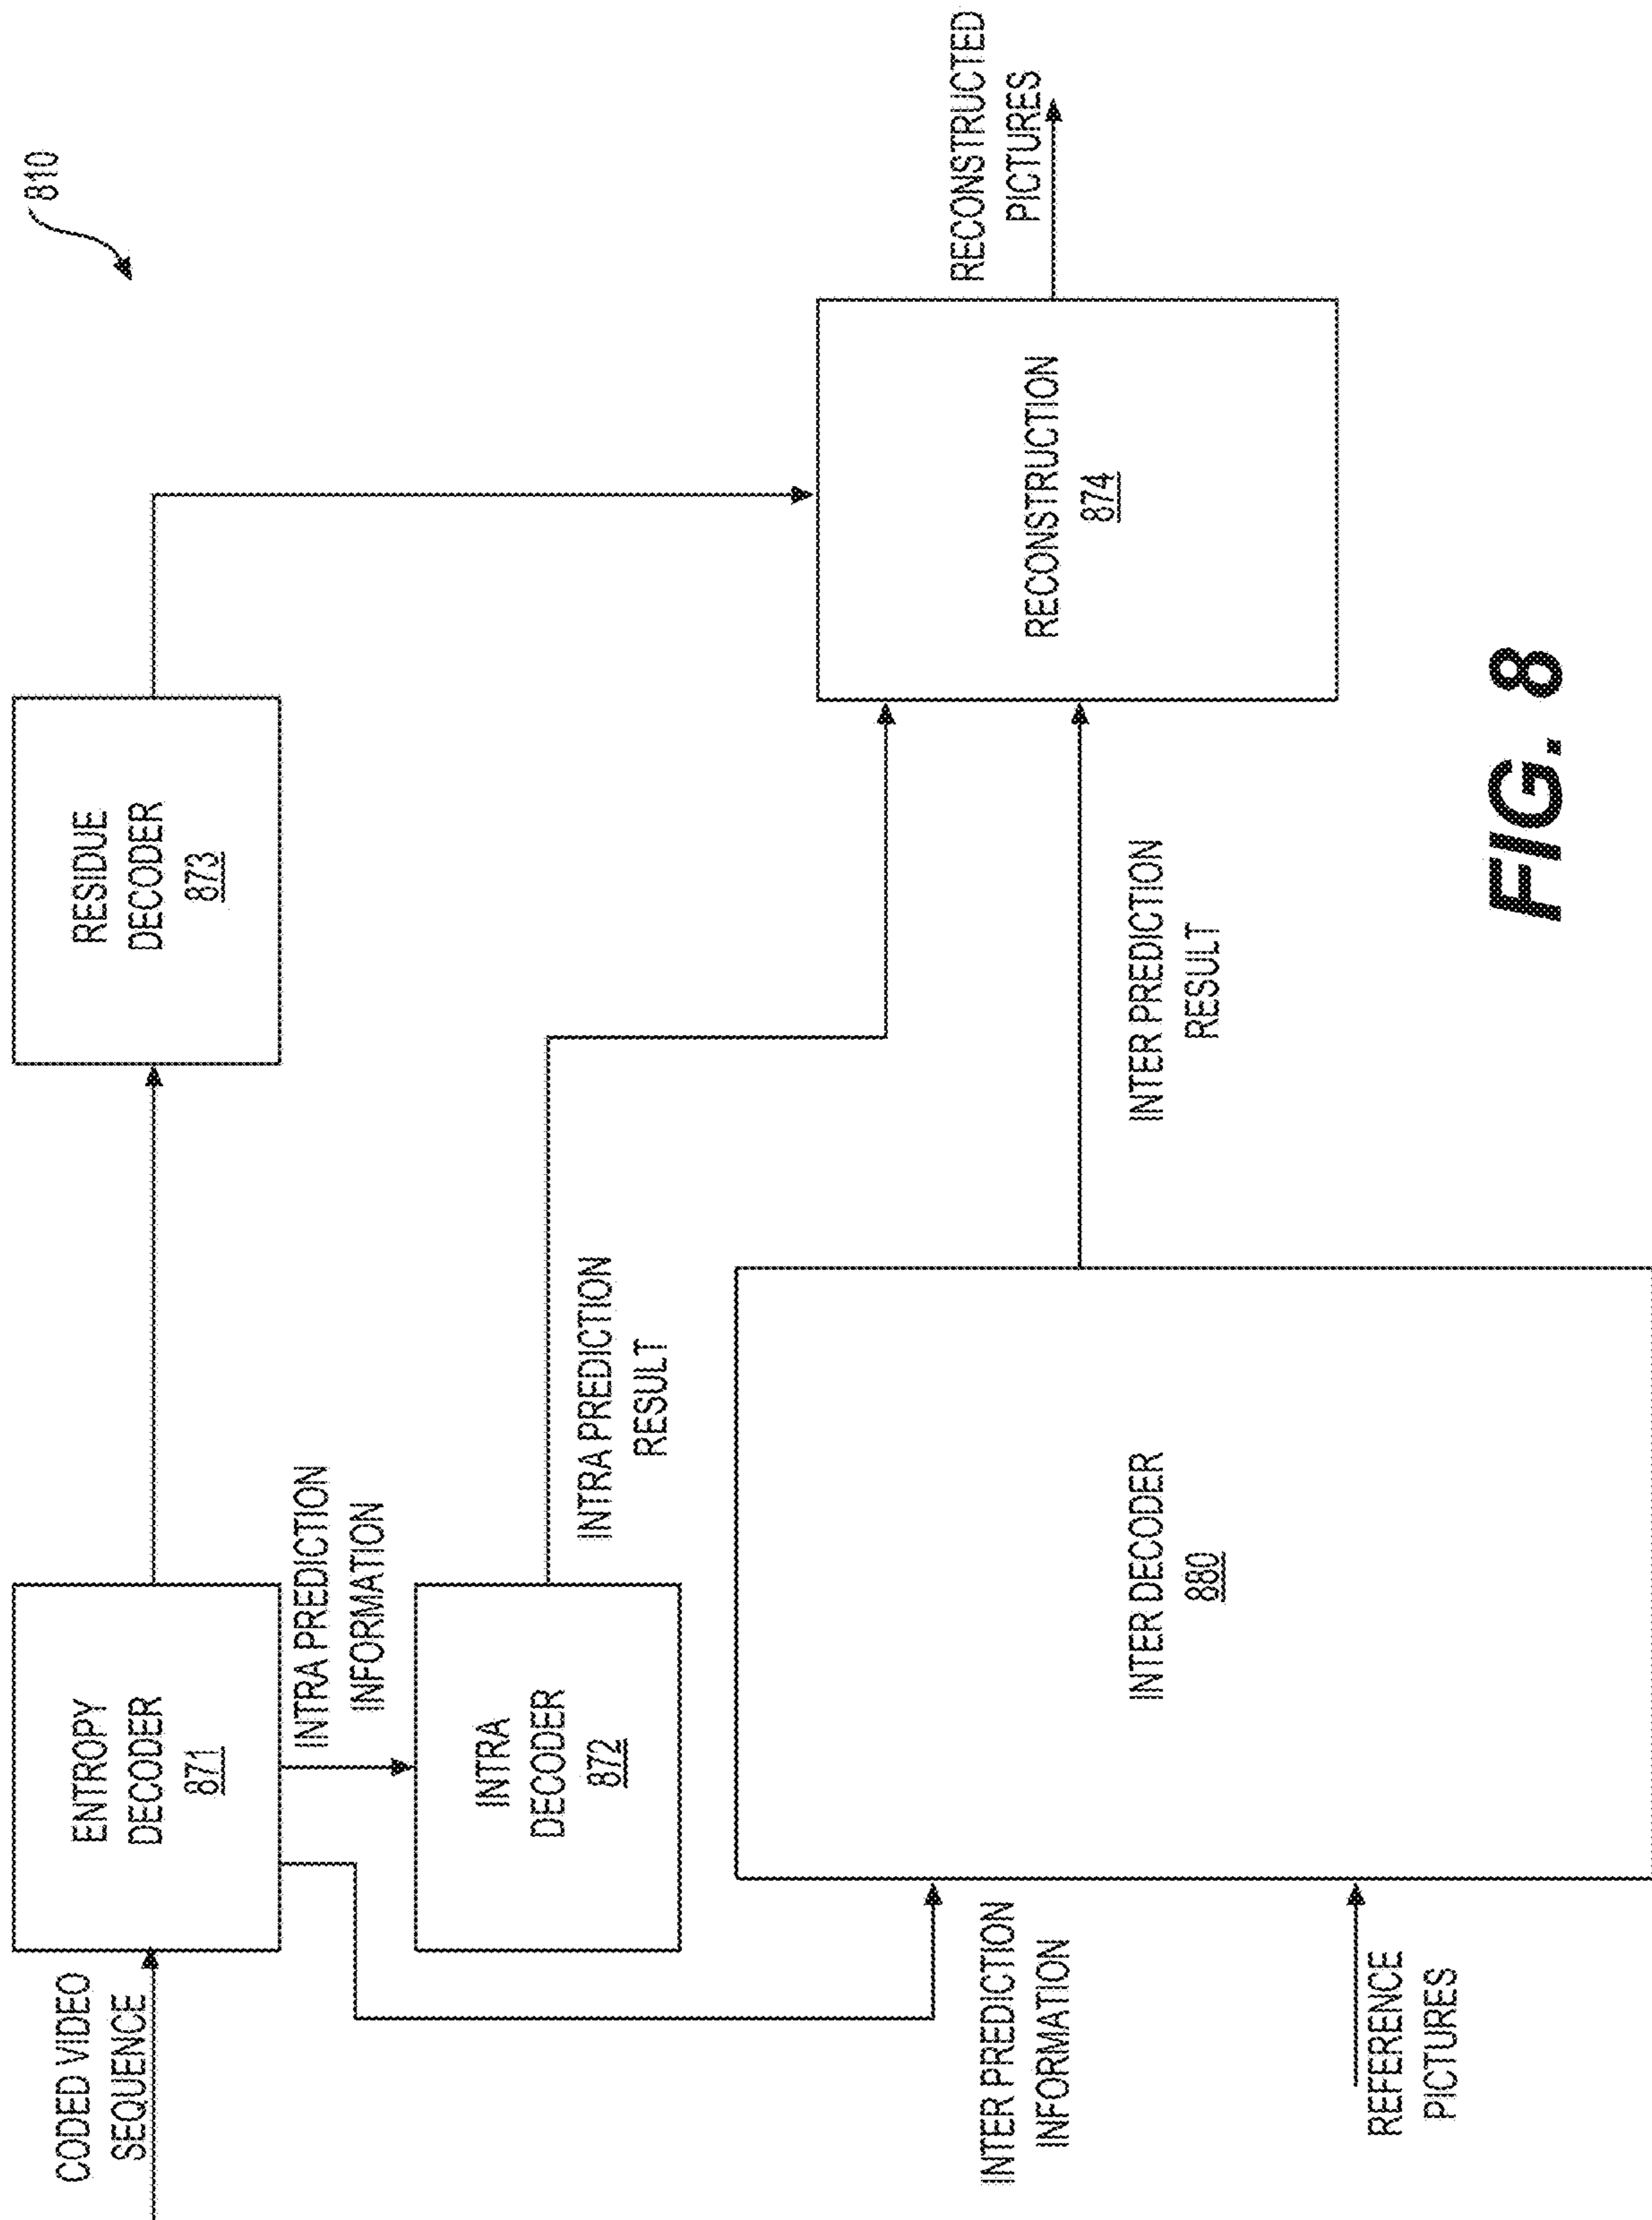 810
CODED VIDEO
SEQUENCE
ENTROPY
DECODER
871
RESIDUE
DECODER
873
INTRA PREDICTION
INFORMATION
INTRA
DECODER
872
INTRA PREDICTION
RESULT
RECONSTRUCTED
PICTURES
RECONSTRUCTION
874
INTER PREDICTION
INFORMATION
INTER DECODER
880
INTER PREDICTION
RESULT
REFERENCE
PICTURES
FIG. 8